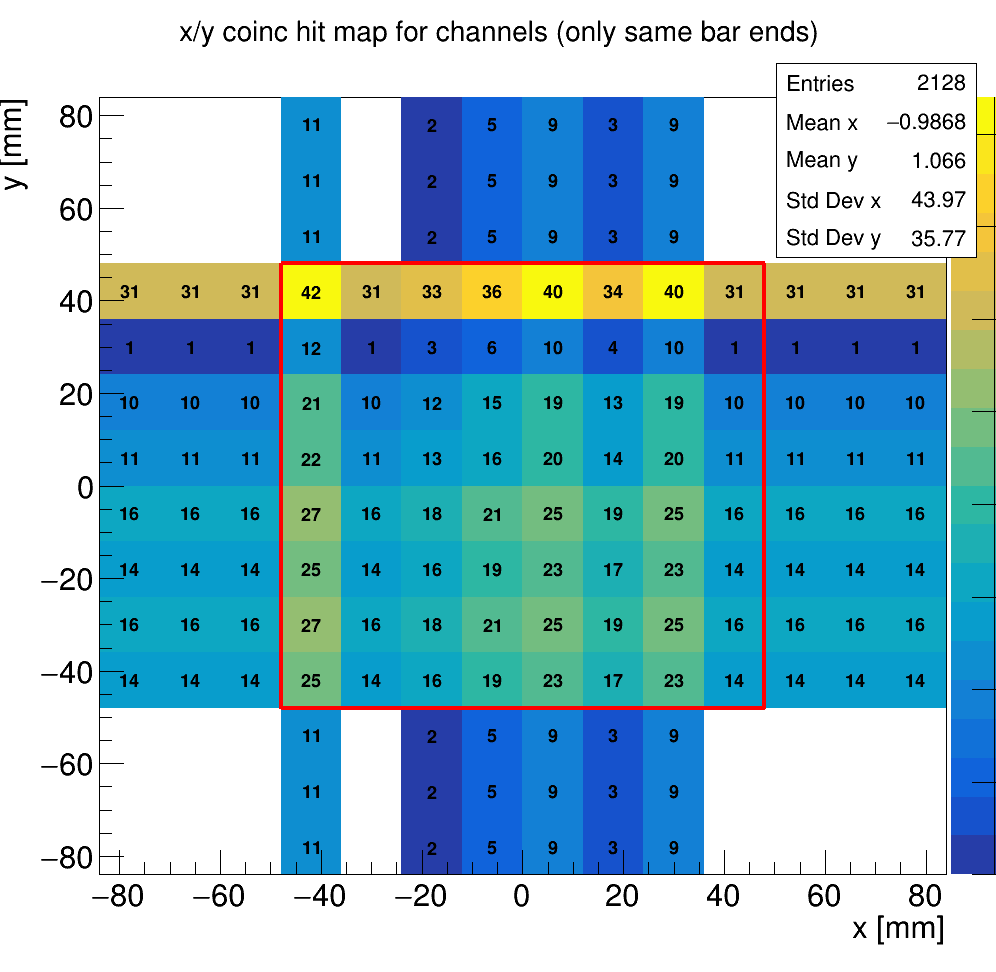 x/y coinc hit map for channels (only same bar ends)
Entries 2128
Mean x −0.9868
Mean y 1.066
Std Dev x 43.97
Std Dev y 35.77
y [mm]
80 11 2 5 9 3 9
11 2 5 9 3 9
60
11 2 5 9 3 9
40 31 31 31 42 31 33 36 40 34 40 31 31 31 31
1 1 1 12 1 3 6 10 4 10 1 1 1 1
20 10 10 10 21 10 12 15 19 13 19 10 10 10 10
11 11 11 22 11 13 16 20 14 20 11 11 11 11
0
16 16 16 27 16 18 21 25 19 25 16 16 16 16
−20 14 14 14 25 14 16 19 23 17 23 14 14 14 14
16 16 16 27 16 18 21 25 19 25 16 16 16 16
−40 14 14 14 25 14 16 19 23 17 23 14 14 14 14
11 2 5 9 3 9
−60
11 2 5 9 3 9
−80 11 2 5 9 3 9
−80 −60 −40 −20 0 20 40 60 80
x [mm]